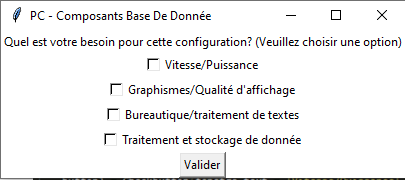 PC - Composants Base De Donnée
Quel est votre besoin pour cette configuration? (Veuillez choisir une option)
Vitesse/Puissance
Graphismes/Qualité d'affichage
Bureautique/traitement de textes
Traitement et stockage de donnée
Valider